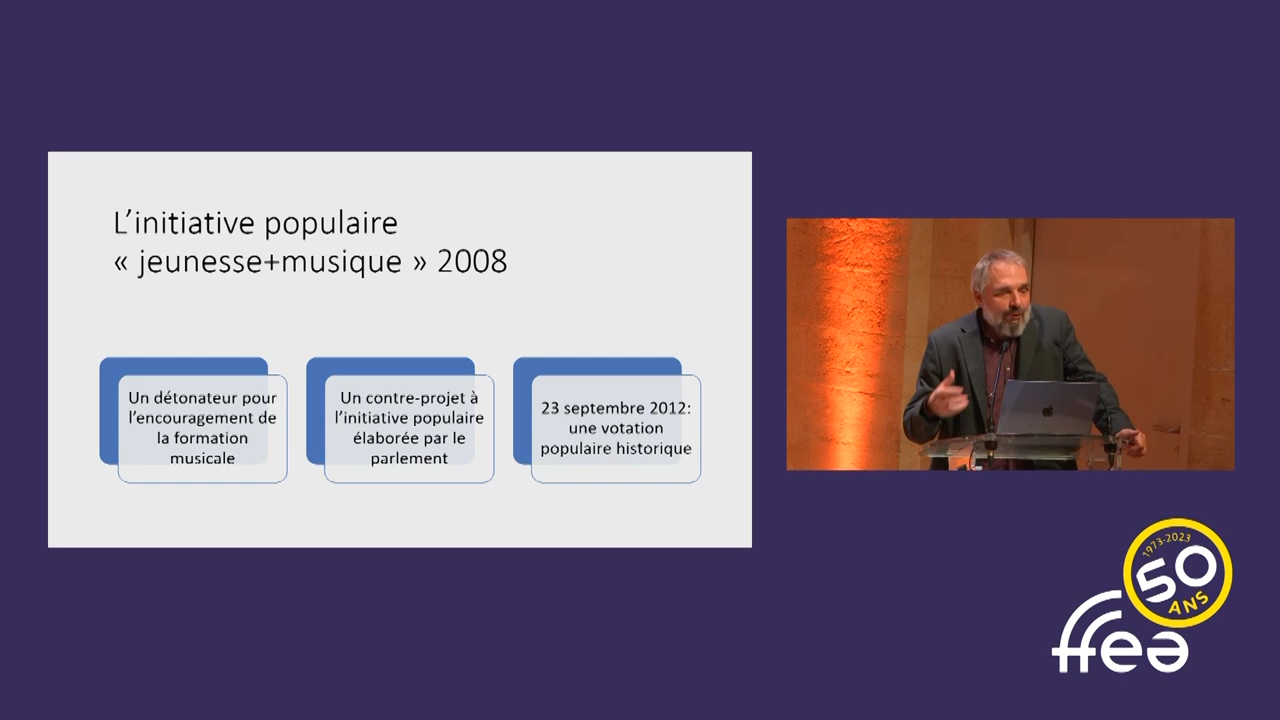 L’initiative populaire
« jeunesse+musique » 2008
Un détonateur pour
l’encouragement de
la formation
musicale
Un contre-projet à
l’initiative populaire
élaborée par le
parlement
23 septembre 2012:
une votation
populaire historique
1973-2023
50
ANS
ffea